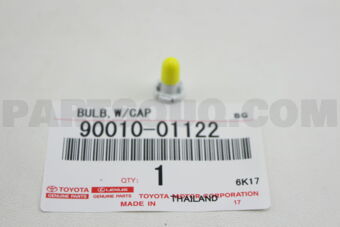 PARTSOUQ.COM
BULB, W/CAP BG
90010-01122
QTY: 1 6K17
TOYOTA LEXUS TOYOTA MOTOR CORPORATION
GENUINE PARTS GENUINE PARTS MADE IN THAILAND 17